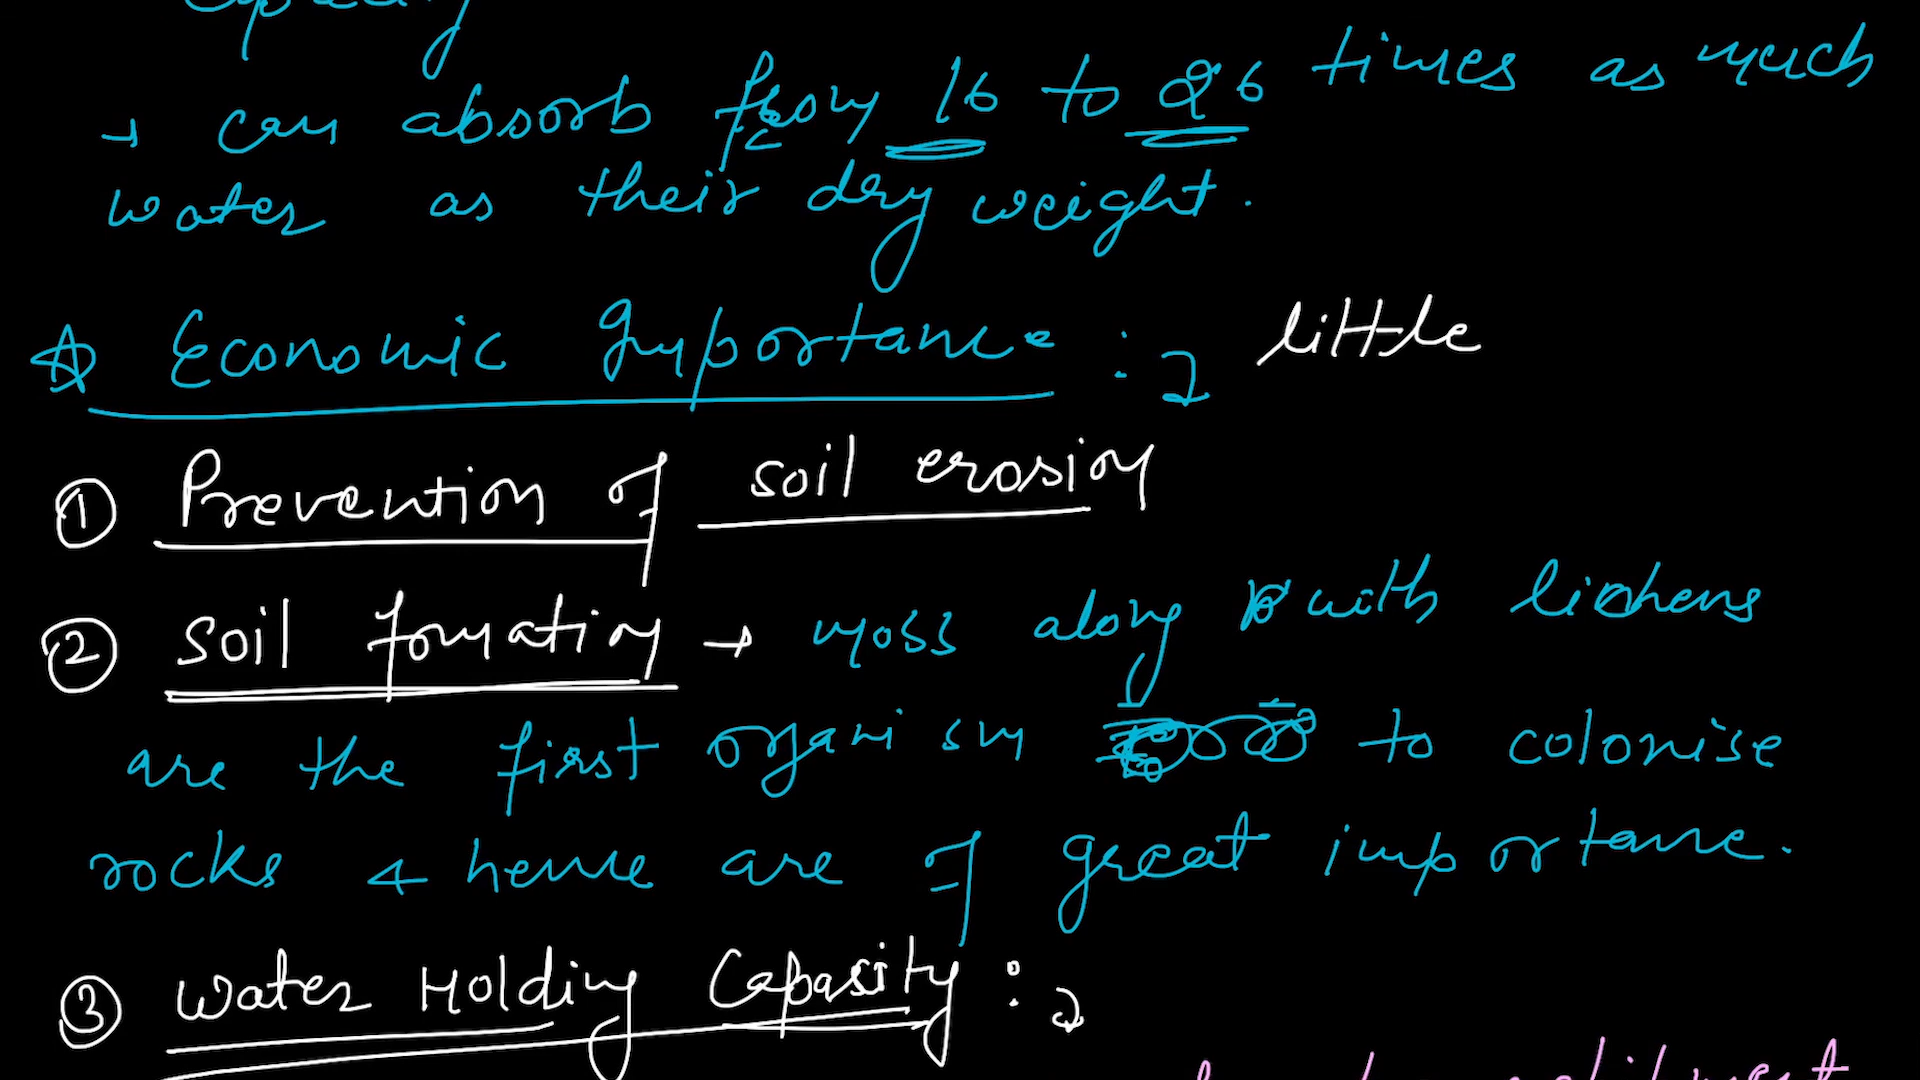 → can absorb from 16 to 26 times as much
water as their dry weight.
☆ Economic Importance :- little
① Prevention of soil erosion
② soil formation → moss along with lichens
are the first organism to colonise
rocks & hence are of great importance.
③ water Holding Capasity :-